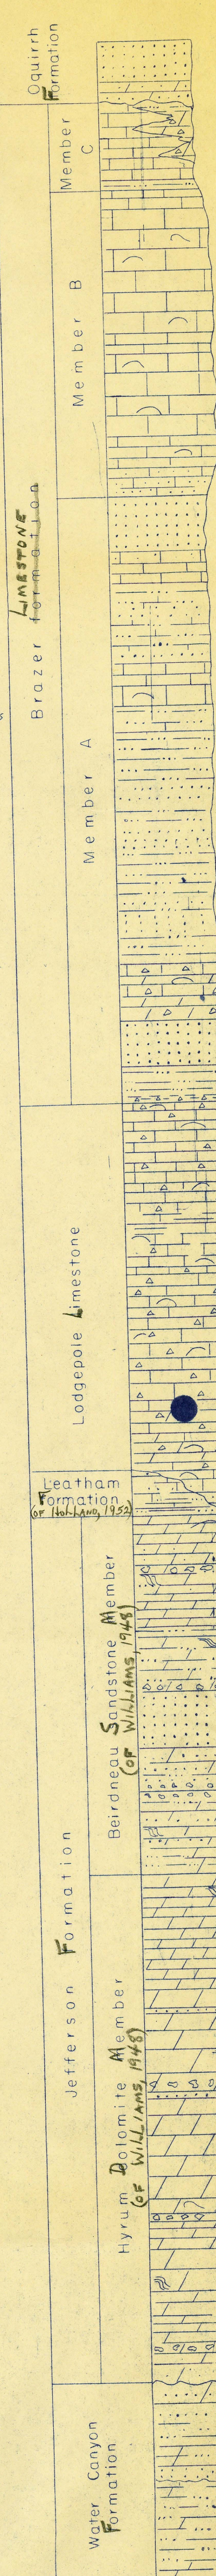 Oquirrh
Formation
Member
C
Member B
Member A
Brazer formation
LIMESTONE
Lodgepole Limestone
Leatham
Formation
(OF HOLLAND, 1952)
Beirdneau Sandstone Member
(OF WILLIAMS, 1948)
Jefferson Formation
Hyrum Dolomite Member
(OF WILLIAMS, 1948)
Water Canyon
Formation